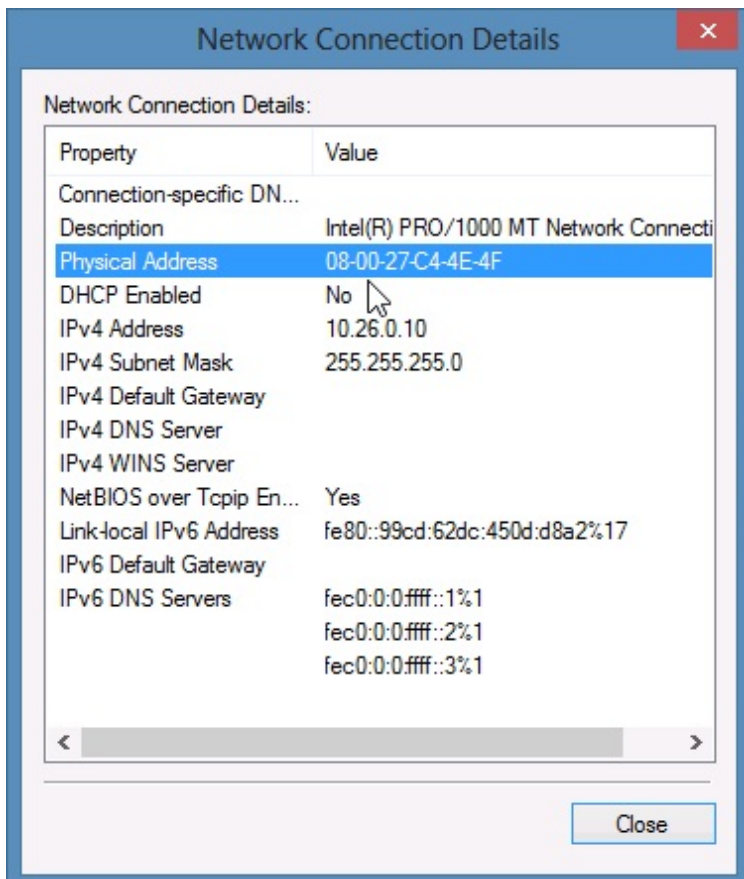 Network Connection Details
Network Connection Details:
Property Value
Connection-specific DN...
Description Intel(R) PRO/1000 MT Network Connecti
Physical Address 08-00-27-C4-4E-4F
DHCP Enabled No
IPv4 Address 10.26.0.10
IPv4 Subnet Mask 255.255.255.0
IPv4 Default Gateway
IPv4 DNS Server
IPv4 WINS Server
NetBIOS over Tcpip En... Yes
Link-local IPv6 Address fe80::99cd:62dc:450d:d8a2%17
IPv6 Default Gateway
IPv6 DNS Servers fec0:0:0:ffff::1%1
fec0:0:0:ffff::2%1
fec0:0:0:ffff::3%1
Close